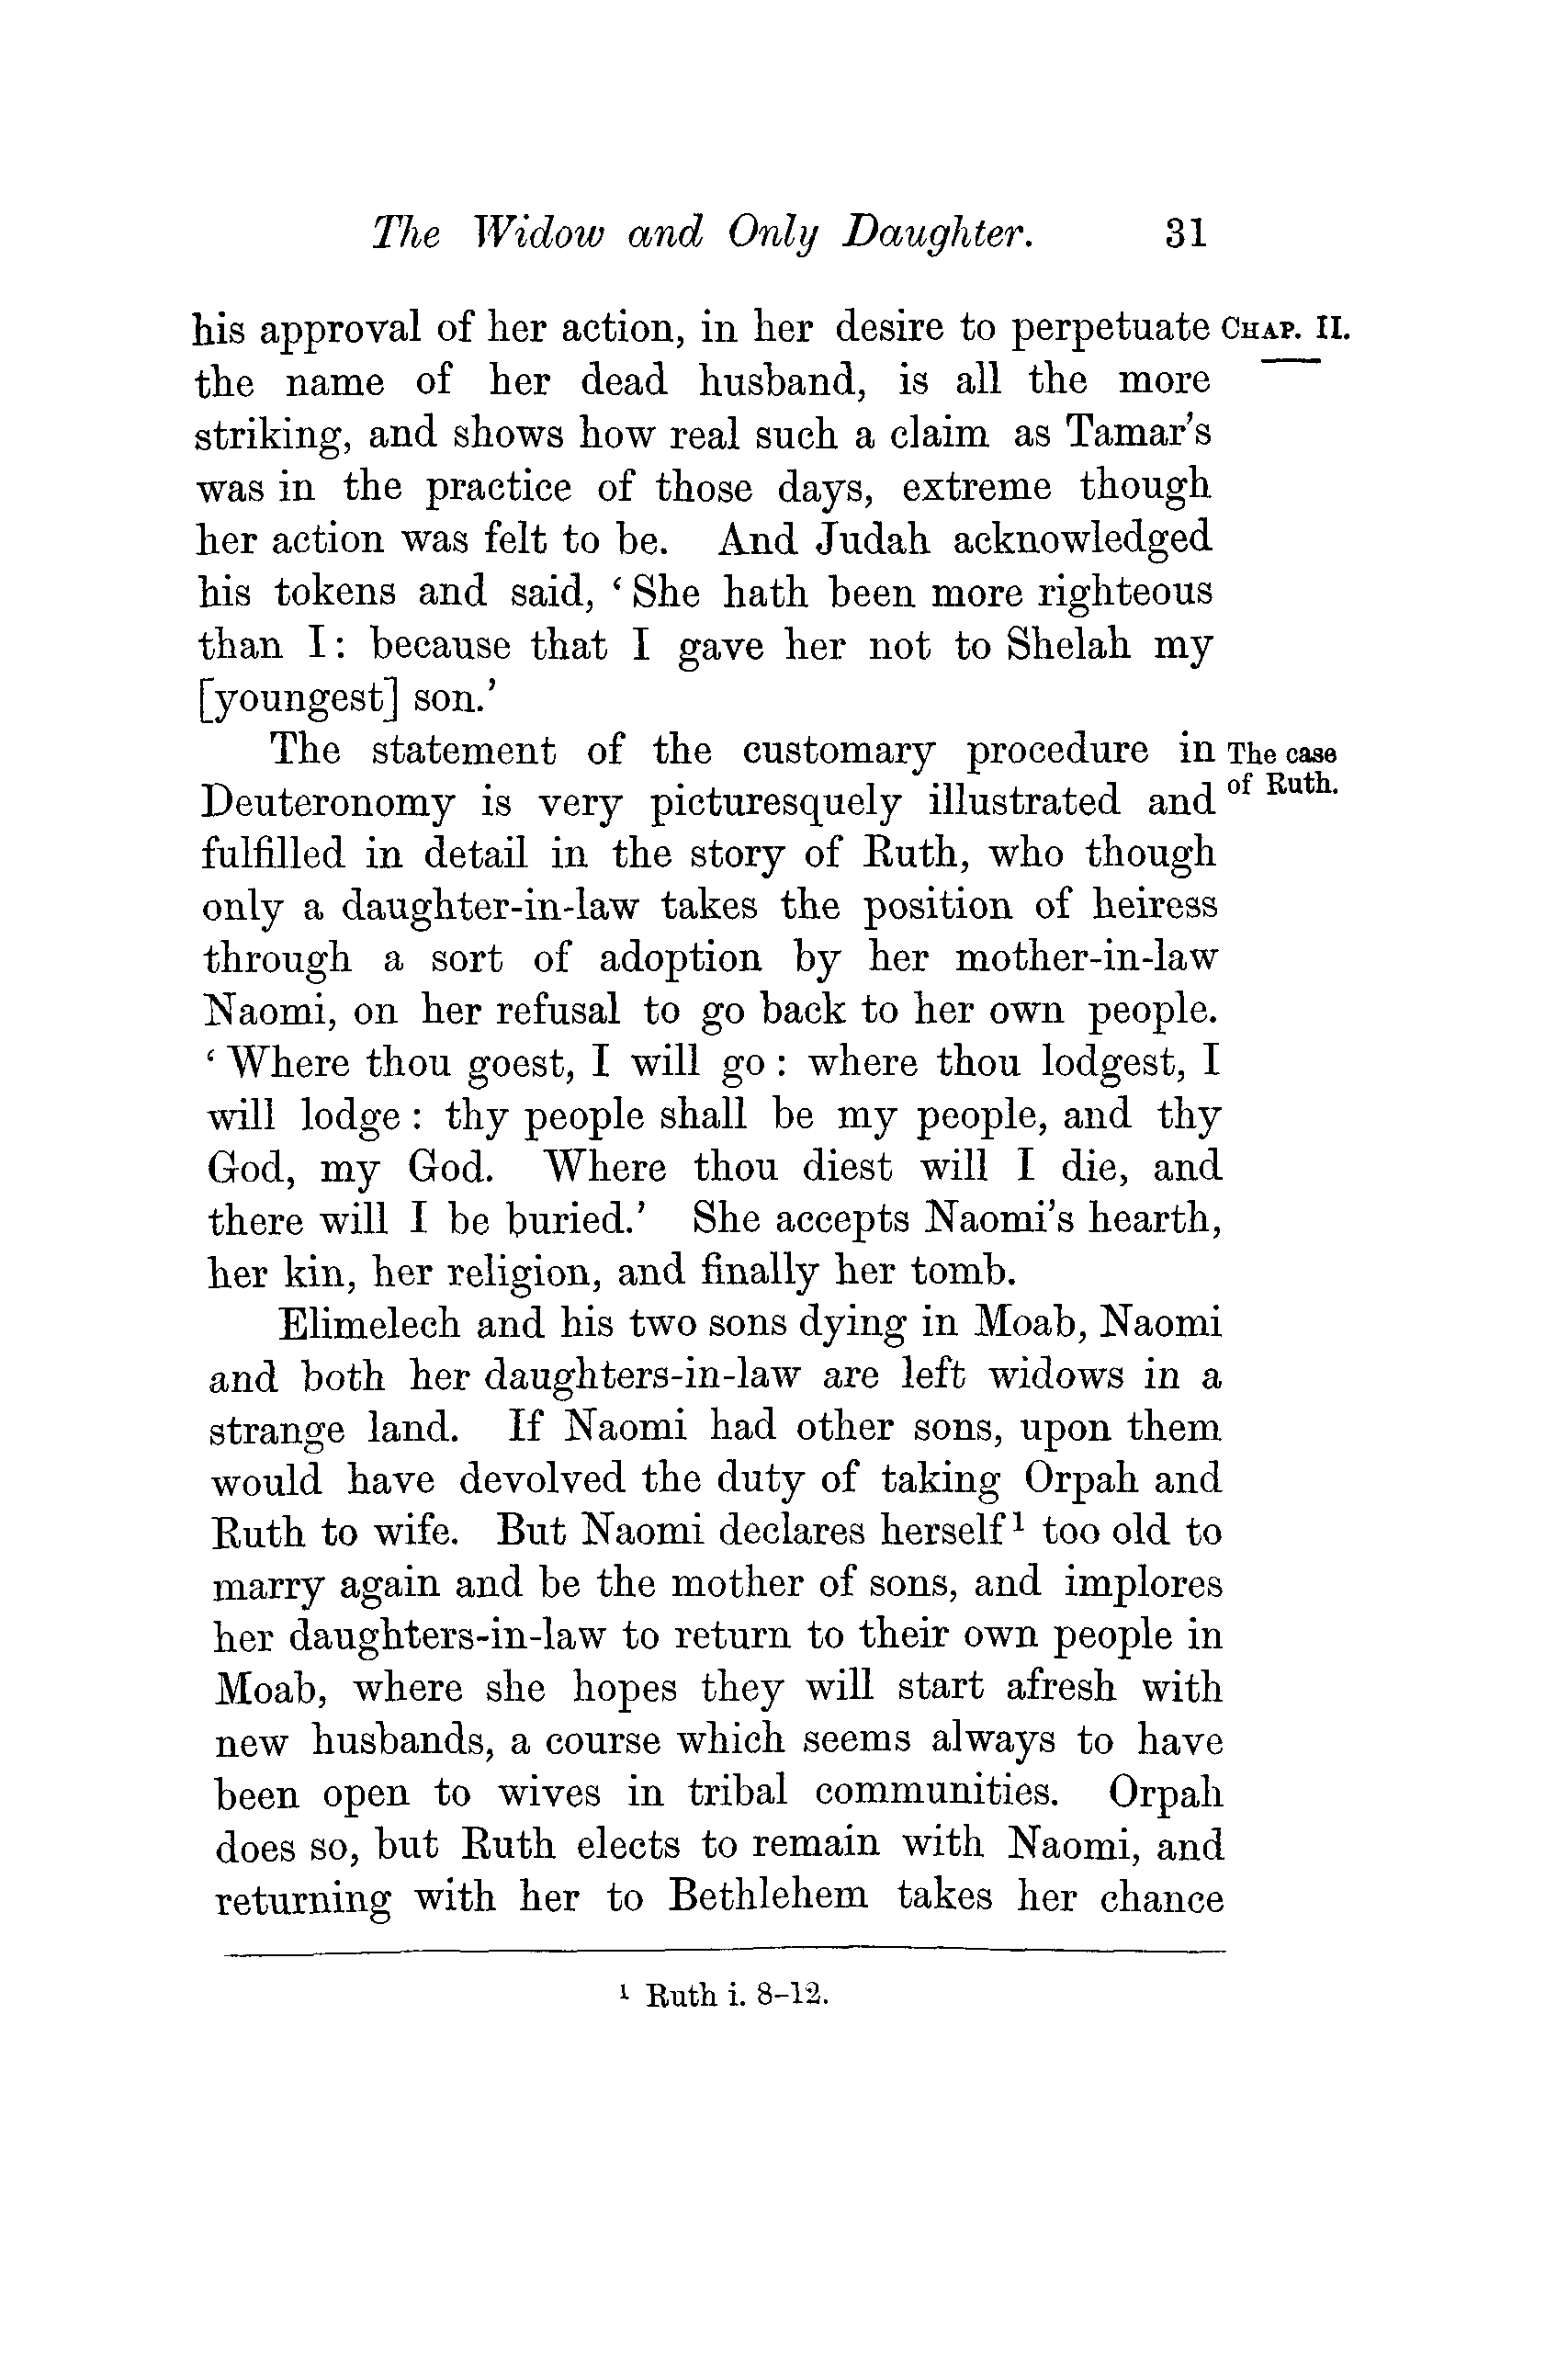 The Widow and Only Daughter. 31
his approval of her action, in her desire to perpetuate CHAP. II.
the name of her dead husband, is all the more
striking, and shows how real such a claim as Tamar's
was in the practice of those days, extreme though
her action was felt to be. And Judah acknowledged
his tokens and said, ‘She hath been more righteous
than I: because that I gave her not to Shelah my
[youngest] son.’
The statement of the customary procedure in The case
Deuteronomy is very picturesquely illustrated and of Ruth.
fulfilled in detail in the story of Ruth, who though
only a daughter-in-law takes the position of heiress
through a sort of adoption by her mother-in-law
Naomi, on her refusal to go back to her own people.
‘Where thou goest, I will go: where thou lodgest, I
will lodge: thy people shall be my people, and thy
God, my God. Where thou diest will I die, and
there will I be buried.’ She accepts Naomi's hearth,
her kin, her religion, and finally her tomb.
Elimelech and his two sons dying in Moab, Naomi
and both her daughters-in-law are left widows in a
strange land. If Naomi had other sons, upon them
would have devolved the duty of taking Orpah and
Ruth to wife. But Naomi declares herself¹ too old to
marry again and be the mother of sons, and implores
her daughters-in-law to return to their own people in
Moab, where she hopes they will start afresh with
new husbands, a course which seems always to have
been open to wives in tribal communities. Orpah
does so, but Ruth elects to remain with Naomi, and
returning with her to Bethlehem takes her chance
¹ Ruth i. 8-12.